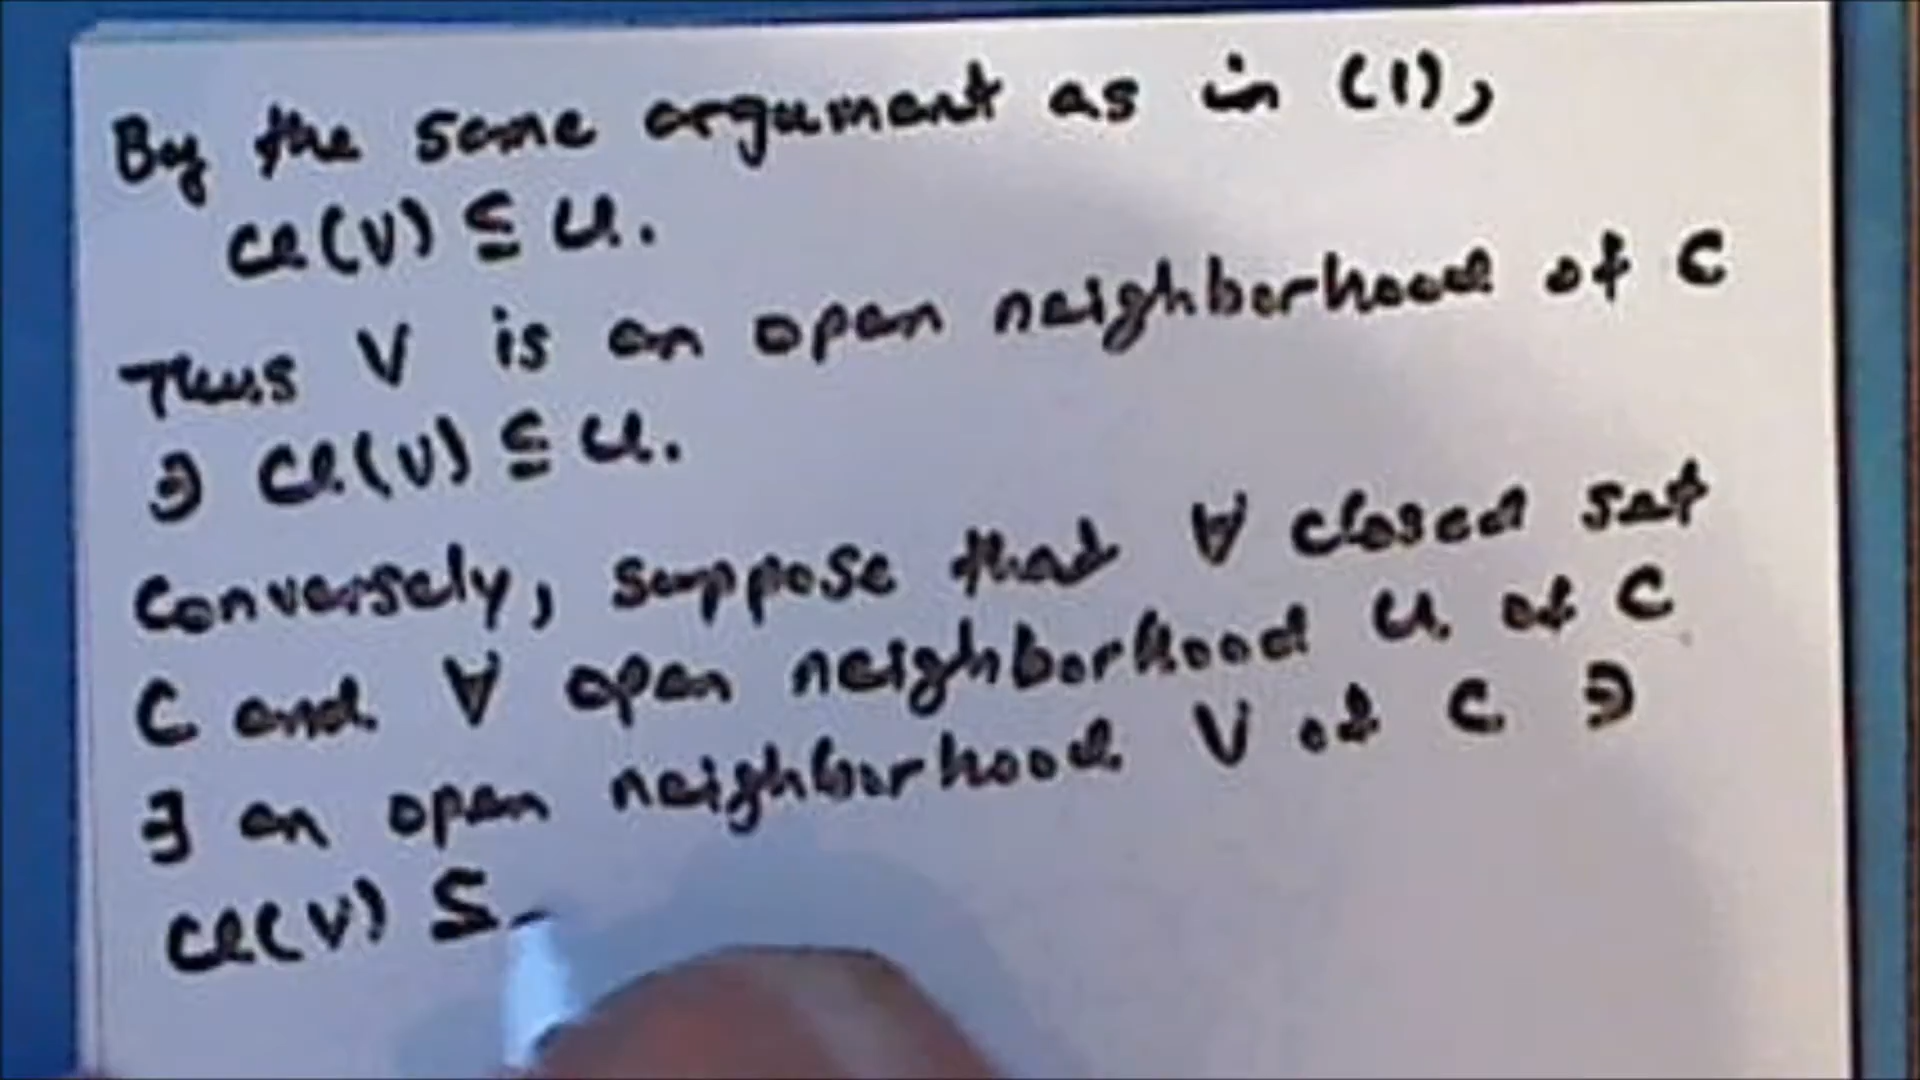 By the same argument as in (1),
Cl(V) ⊆ U.
Thus V is an open neighborhood of C
∋ Cl(V) ⊆ U.
Conversely, suppose that ∀ closed set
C and ∀ open neighborhood U of C
∃ an open neighborhood V of C ∋
Cl(V) ⊆